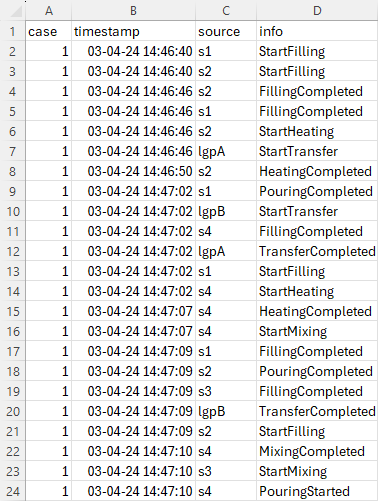 A B C D
1 case timestamp source info
2 1 03-04-24 14:46:40 s1 StartFilling
3 1 03-04-24 14:46:40 s2 StartFilling
4 1 03-04-24 14:46:46 s2 FillingCompleted
5 1 03-04-24 14:46:46 s1 FillingCompleted
6 1 03-04-24 14:46:46 s2 StartHeating
7 1 03-04-24 14:46:46 lgpA StartTransfer
8 1 03-04-24 14:46:50 s2 HeatingCompleted
9 1 03-04-24 14:47:02 s1 PouringCompleted
10 1 03-04-24 14:47:02 lgpB StartTransfer
11 1 03-04-24 14:47:02 s4 FillingCompleted
12 1 03-04-24 14:47:02 lgpA TransferCompleted
13 1 03-04-24 14:47:02 s1 StartFilling
14 1 03-04-24 14:47:02 s4 StartHeating
15 1 03-04-24 14:47:07 s4 HeatingCompleted
16 1 03-04-24 14:47:07 s4 StartMixing
17 1 03-04-24 14:47:09 s1 FillingCompleted
18 1 03-04-24 14:47:09 s2 PouringCompleted
19 1 03-04-24 14:47:09 s3 FillingCompleted
20 1 03-04-24 14:47:09 lgpB TransferCompleted
21 1 03-04-24 14:47:09 s2 StartFilling
22 1 03-04-24 14:47:10 s4 MixingCompleted
23 1 03-04-24 14:47:10 s3 StartMixing
24 1 03-04-24 14:47:10 s4 PouringStarted